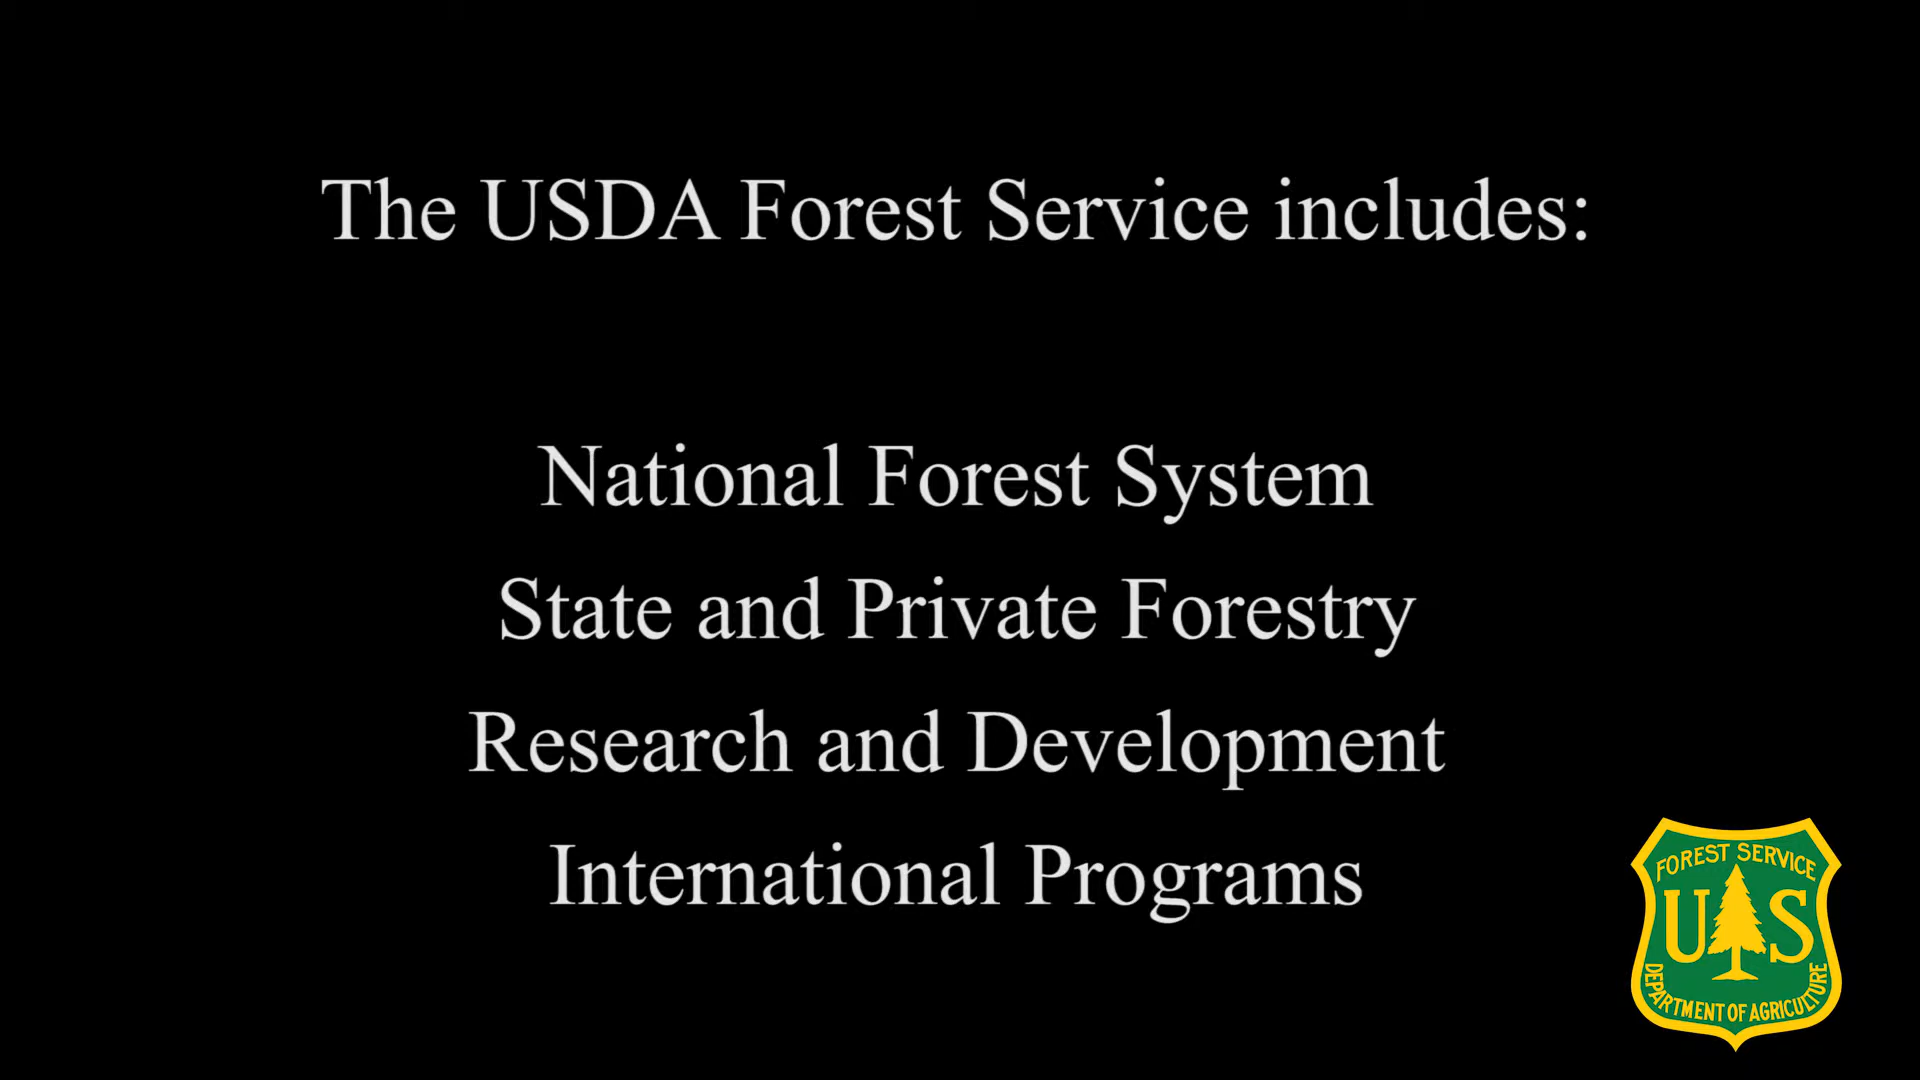 The USDA Forest Service includes:
National Forest System
State and Private Forestry
Research and Development
International Programs
FOREST SERVICE
U S
DEPARTMENT OF AGRICULTURE